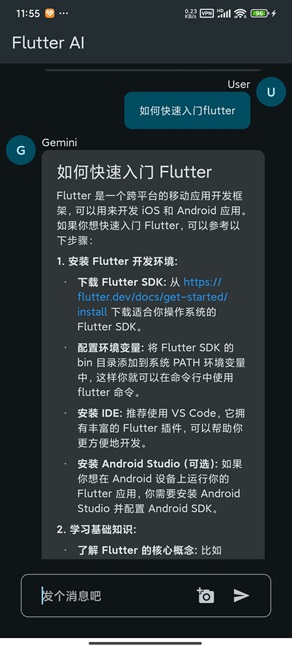 11:55 ···
0.23 KB/s VPN HD 96
Flutter AI
User
U
如何快速入门flutter
G
Gemini
如何快速入门 Flutter
Flutter 是一个跨平台的移动应用开发框
架，可以用来开发 iOS 和 Android 应用。
如果你想快速入门 Flutter，可以参考以
下步骤：
1. 安装 Flutter 开发环境:
· 下载 Flutter SDK: 从 https://
flutter.dev/docs/get-started/
install 下载适合你操作系统的
Flutter SDK。
· 配置环境变量: 将 Flutter SDK 的
bin 目录添加到系统 PATH 环境变量
中，这样你就可以在命令行中使用
flutter 命令。
· 安装 IDE: 推荐使用 VS Code，它拥
有丰富的 Flutter 插件，可以帮助你
更方便地开发。
· 安装 Android Studio (可选): 如果
你想在 Android 设备上运行你的
Flutter 应用，你需要安装 Android
Studio 并配置 Android SDK。
2. 学习基础知识:
· 了解 Flutter 的核心概念: 比如
发个消息吧